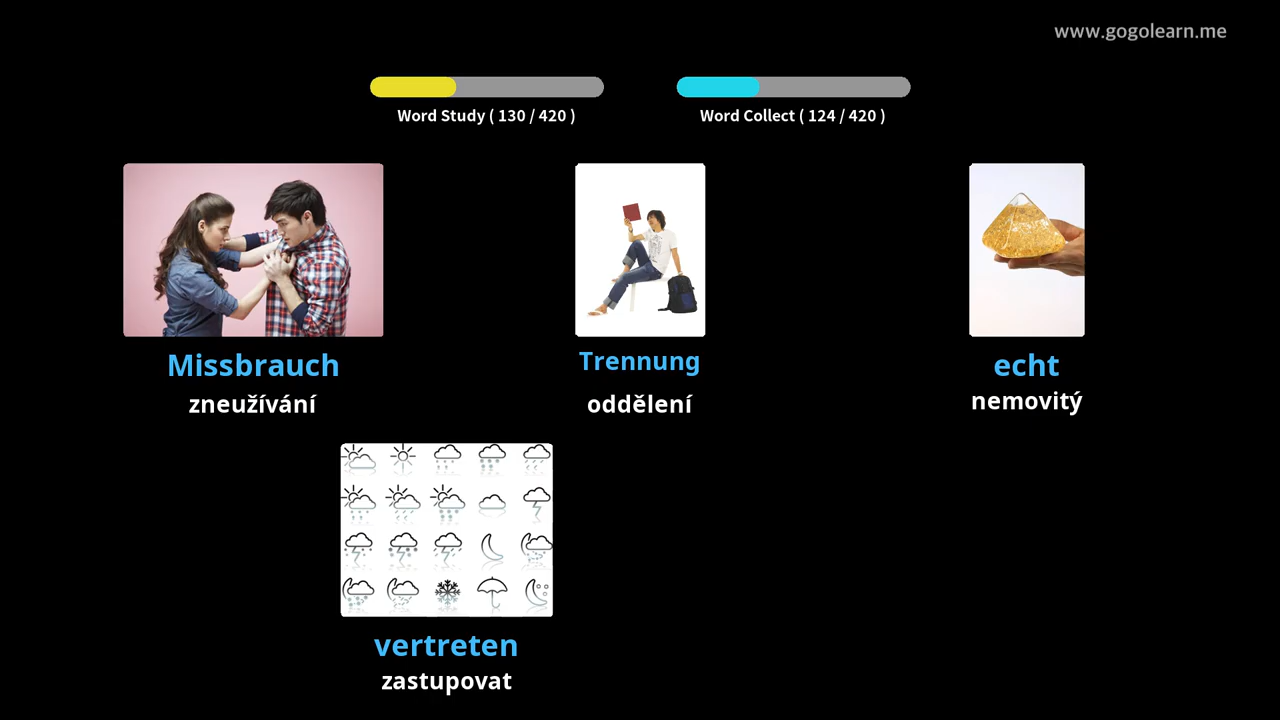 www.gogolearn.me
Word Study ( 130 / 420 )
Word Collect ( 124 / 420 )
Missbrauch
zneužívání
Trennung
oddělení
echt
nemovitý
vertreten
zastupovat